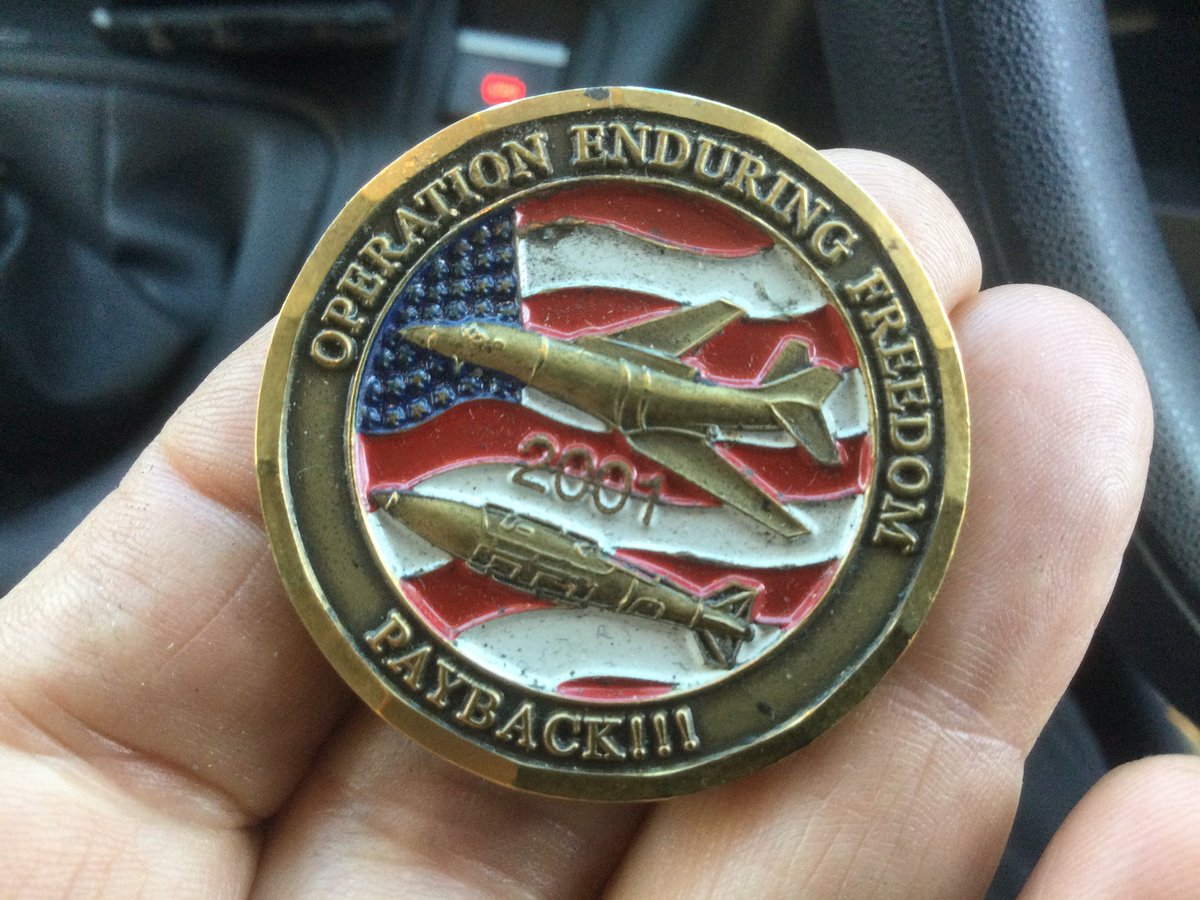 OPERATION ENDURING FREEDOM
2001
PAYBACK!!!